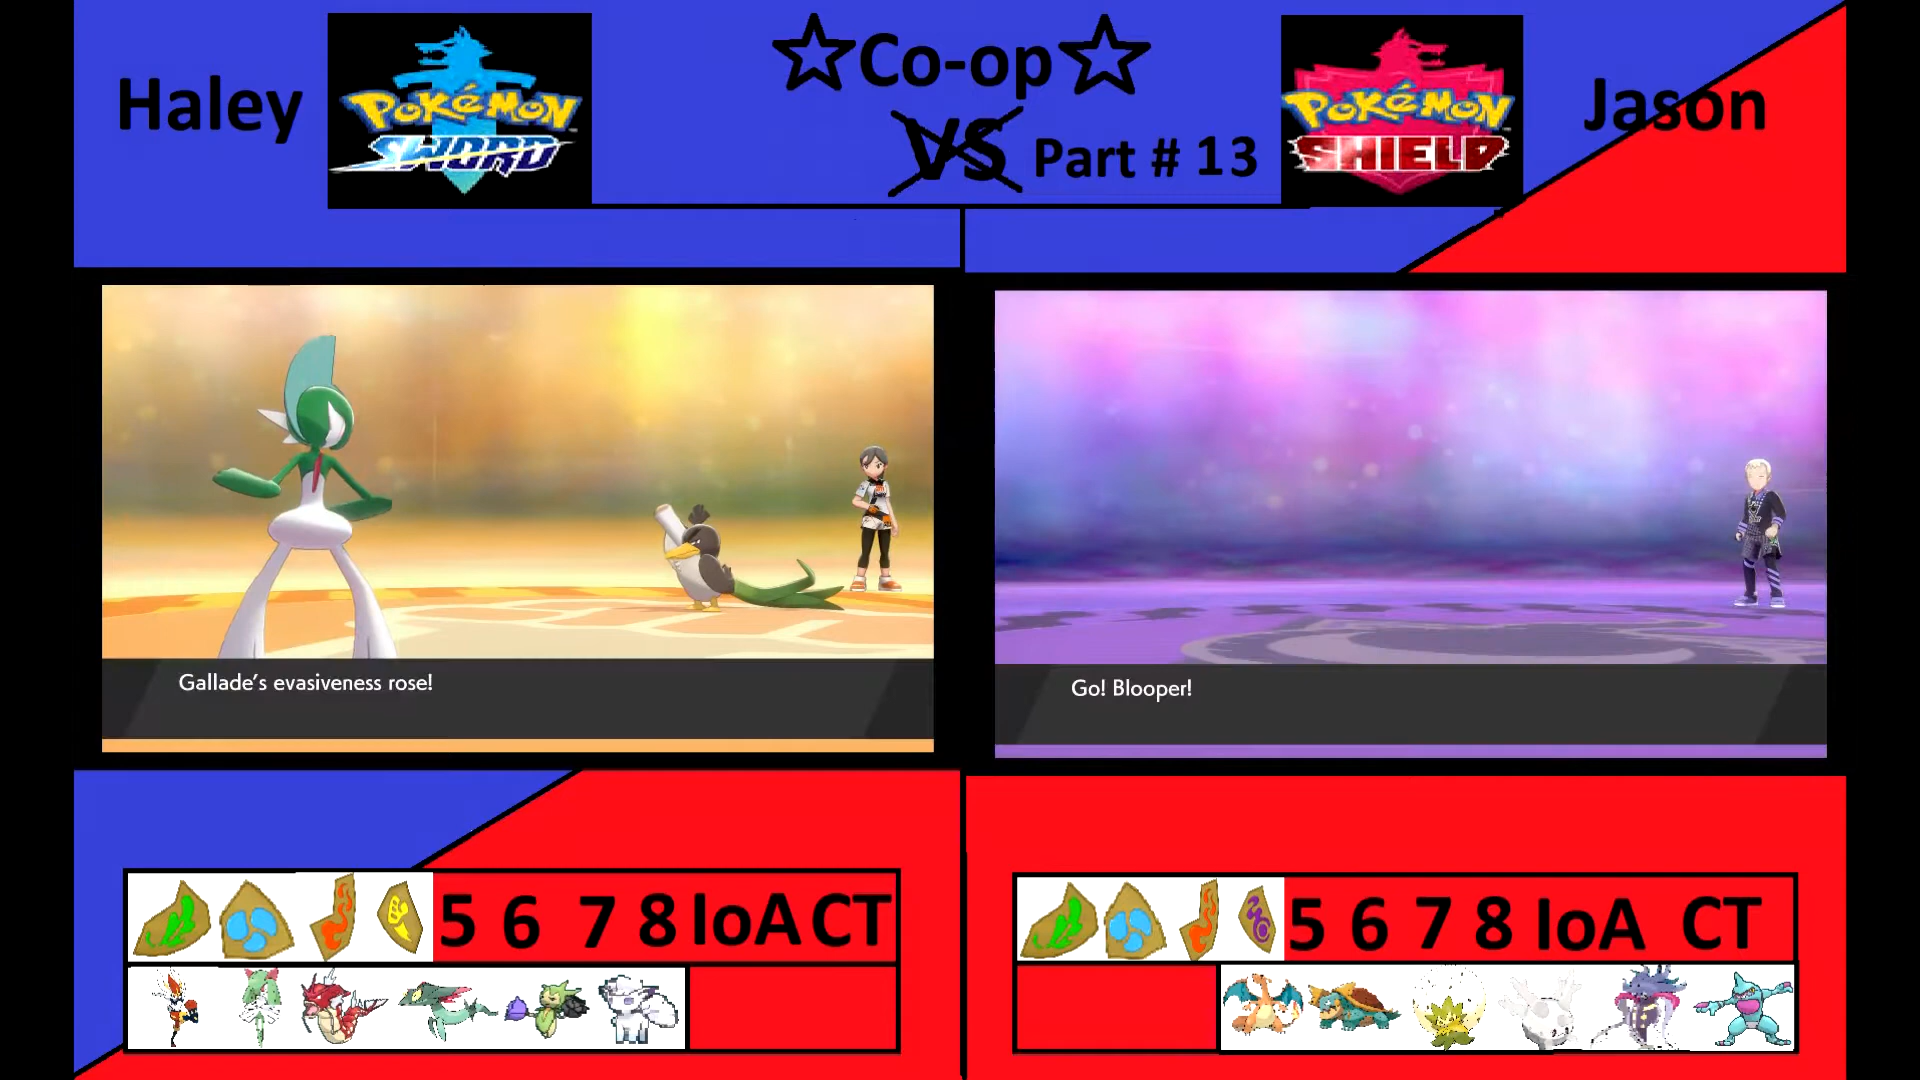 ☆Co-op☆
Haley
POKÉMON
SWORD
VS Part # 13
POKÉMON
SHIELD
Jason
Gallade's evasiveness rose!
Go! Blooper!
5 6 7 8 IoA CT
5 6 7 8 IoA CT